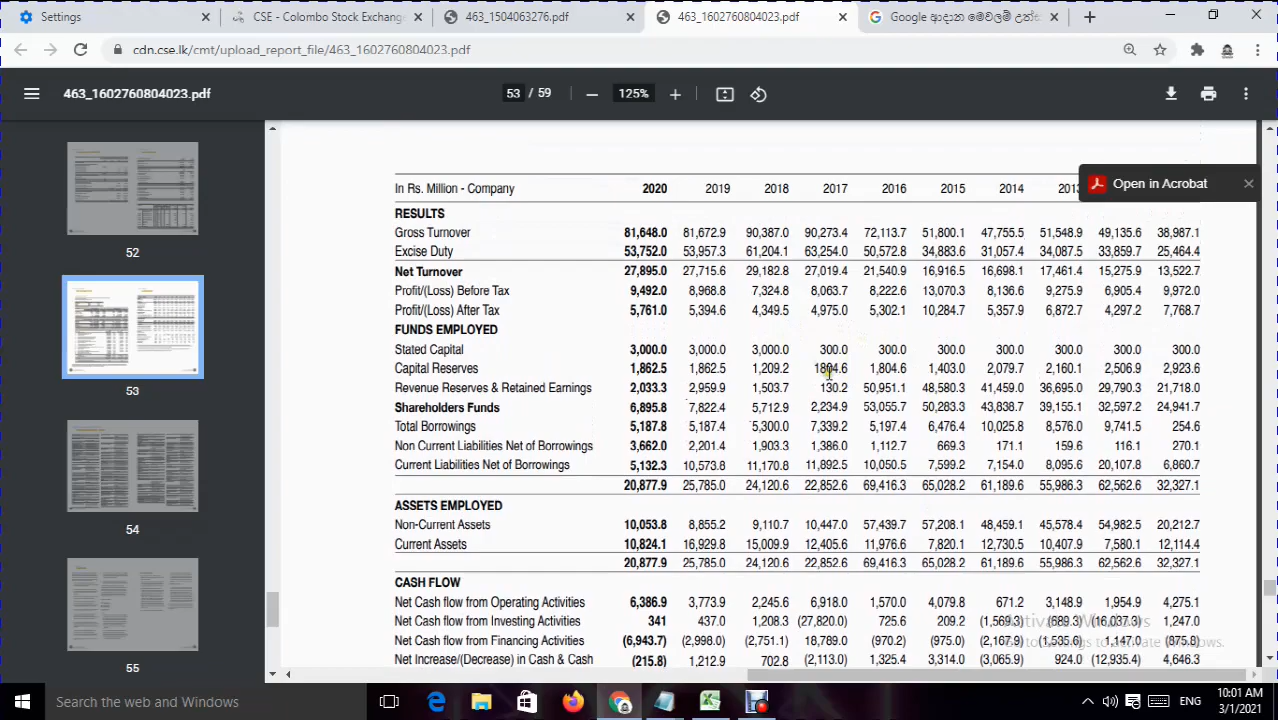 Settings
CSE - Colombo Stock Exchang
463_1504063276.pdf
463_1602760804023.pdf
Google ආදාන මෙවලම් උත්ස
cdn.cse.lk/cmt/upload_report_file/463_1602760804023.pdf
463_1602760804023.pdf
53 / 59
125%
Open in Acrobat
52
53
54
55
In Rs. Million - Company 2020 2019 2018 2017 2016 2015 2014 2013
RESULTS
Gross Turnover 81,648.0 81,672.9 90,387.0 90,273.4 72,113.7 51,800.1 47,755.5 51,548.9 49,135.6 38,987.1
Excise Duty 53,752.0 53,957.3 61,204.1 63,254.0 50,572.8 34,883.6 31,057.4 34,087.5 33,859.7 25,464.4
Net Turnover 27,895.0 27,715.6 29,182.8 27,019.4 21,540.9 16,916.5 16,698.1 17,461.4 15,275.9 13,522.7
Profit/(Loss) Before Tax 9,492.0 8,968.8 7,324.4 8,063.7 8,222.6 13,070.3 8,136.6 9,275.9 6,905.4 9,972.0
Profit/(Loss) After Tax 5,761.0 5,394.6 4,349.5 4,975.7 5,302.1 10,284.7 5,357.9 6,872.7 4,297.2 7,768.7
FUNDS EMPLOYED
Stated Capital 3,000.0 3,000.0 3,000.0 300.0 300.0 300.0 300.0 300.0 300.0 300.0
Capital Reserves 1,862.5 1,862.5 1,209.2 1804.6 1,804.6 1,403.0 2,079.7 2,160.1 2,506.9 2,923.6
Revenue Reserves & Retained Earnings 2,033.3 2,959.9 1,503.7 130.2 50,951.1 48,580.3 41,459.0 36,695.0 29,790.3 21,718.0
Shareholders Funds 6,895.8 7,822.4 5,712.9 2,234.9 53,055.7 50,283.3 43,838.7 39,155.1 32,597.2 24,941.7
Total Borrowings 5,187.8 5,187.4 5,300.0 7,339.2 5,197.4 6,476.4 10,025.8 8,576.0 9,741.5 254.6
Non Current Liabilities Net of Borrowings 3,662.0 2,201.4 1,903.5 1,386.0 1,112.7 669.3 171.1 159.6 116.1 270.1
Current Liabilities Net of Borrowings 5,132.3 10,573.8 11,170.8 11,892.5 10,050.5 7,599.2 7,154.0 8,095.6 20,107.8 6,860.7
20,877.9 25,785.0 24,120.6 22,852.6 69,416.3 65,028.2 61,189.6 55,986.3 62,562.6 32,327.1
ASSETS EMPLOYED
Non-Current Assets 10,053.8 8,855.2 9,110.7 10,447.0 57,439.7 57,208.1 48,459.1 45,578.4 54,982.5 20,212.7
Current Assets 10,824.1 16,929.8 15,009.9 12,405.6 11,976.6 7,820.1 12,730.5 10,407.9 7,580.1 12,114.4
20,877.9 25,785.0 24,120.6 22,852.6 69,416.3 65,028.2 61,189.6 55,986.3 62,562.6 32,327.1
CASH FLOW
Net Cash flow from Operating Activities 6,386.9 3,773.9 2,245.6 6,918.0 1,570.0 4,079.8 671.2 3,148.9 1,954.9 4,275.1
Net Cash flow from Investing Activities 341 437.0 1,208.3 (27,820.0) 725.6 209.2 (1,569.3) (689.3) (16,037.3) 1,247.0
Net Cash flow from Financing Activities (6,943.7) (2,998.0) (2,751.1) 18,789.0 (970.2) (975.0) (2,167.9) (1,535.6) 1,147.0 (875.8)
Net Increase/(Decrease) in Cash & Cash (215.8) 1,212.9 702.8 (2,113.0) 1,325.4 3,314.0 (3,065.9) 924.0 (12,935.4) 4,646.3
Activate Windows
Go to Settings to activate Windows.
Search the web and Windows
ENG
10:01 AM
3/1/2021